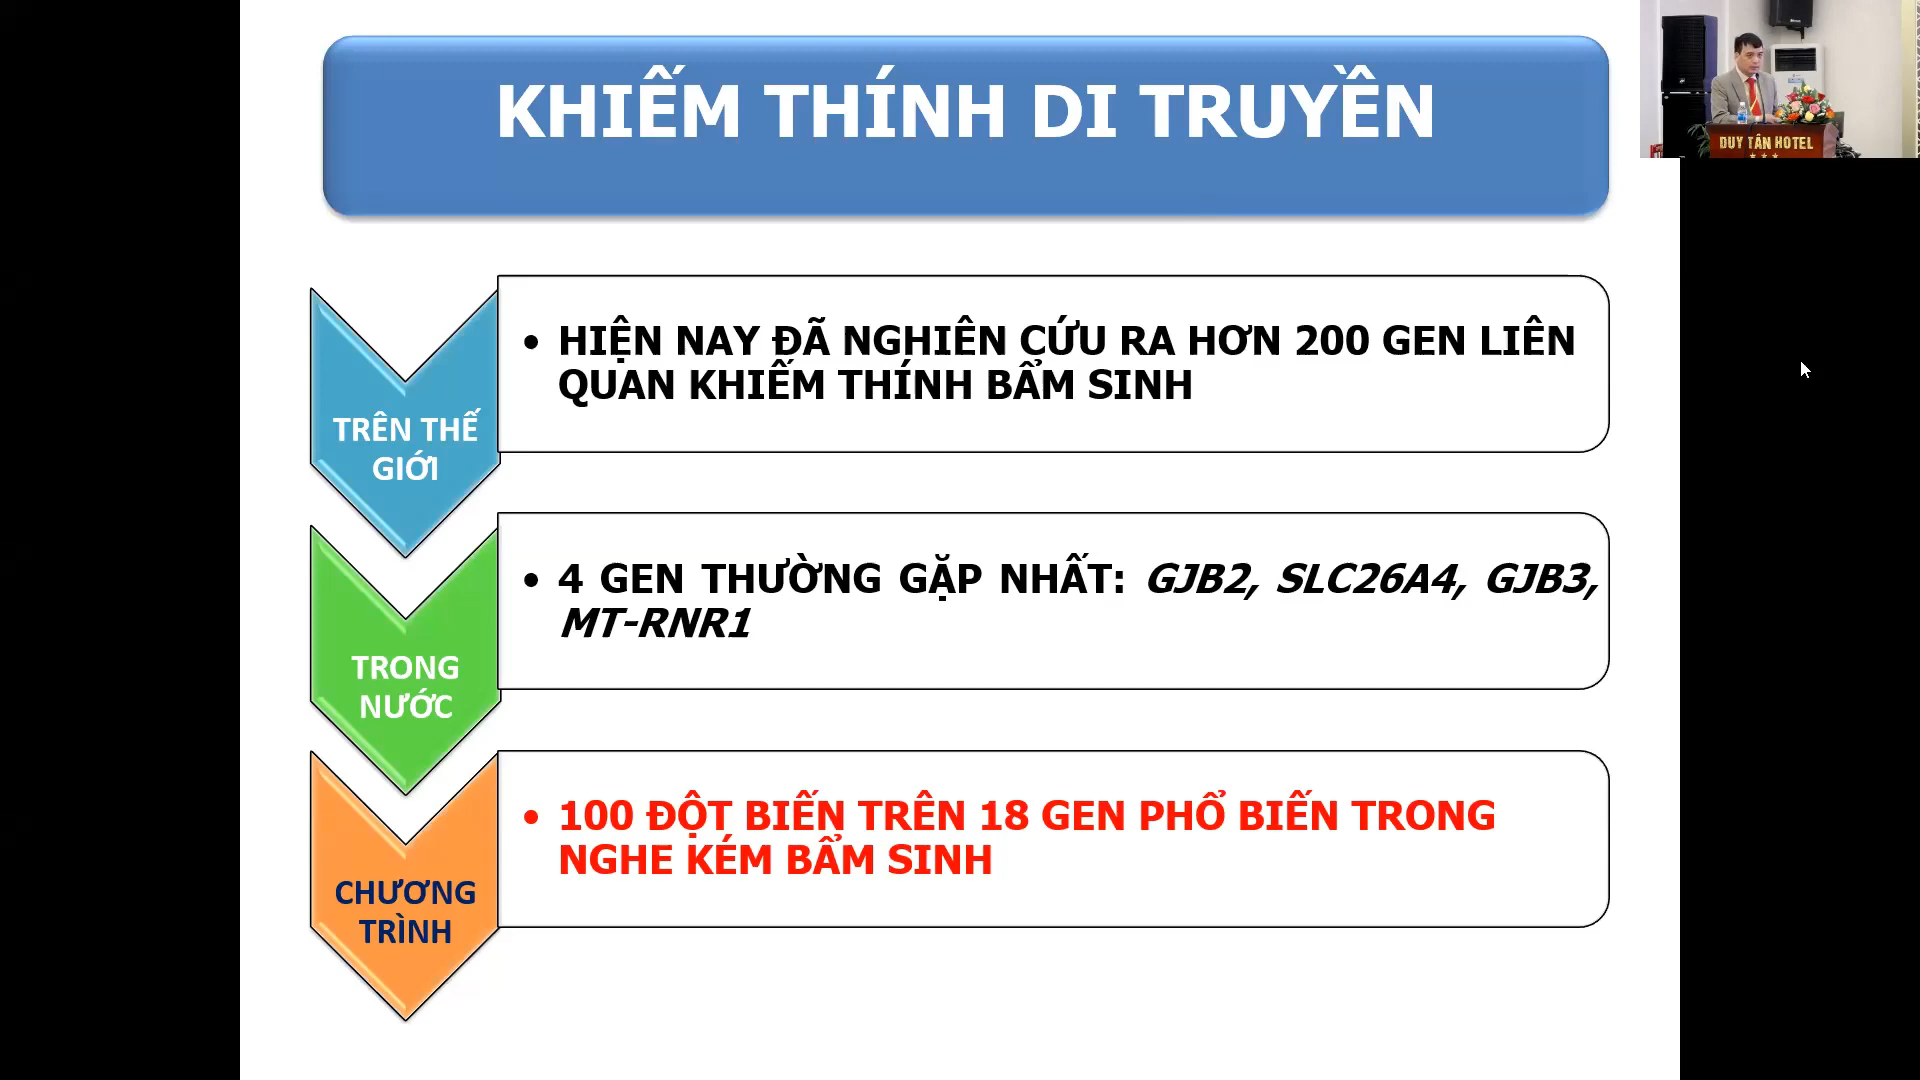 KHIẾM THÍNH DI TRUYỀN
DUY TÂN HOTEL
TRÊN THẾ
GIỚI
• HIỆN NAY ĐÃ NGHIÊN CỨU RA HƠN 200 GEN LIÊN
QUAN KHIẾM THÍNH BẨM SINH
TRONG
NƯỚC
• 4 GEN THƯỜNG GẶP NHẤT: GJB2, SLC26A4, GJB3,
MT-RNR1
CHƯƠNG
TRÌNH
• 100 ĐỘT BIẾN TRÊN 18 GEN PHỔ BIẾN TRONG
NGHE KÉM BẨM SINH